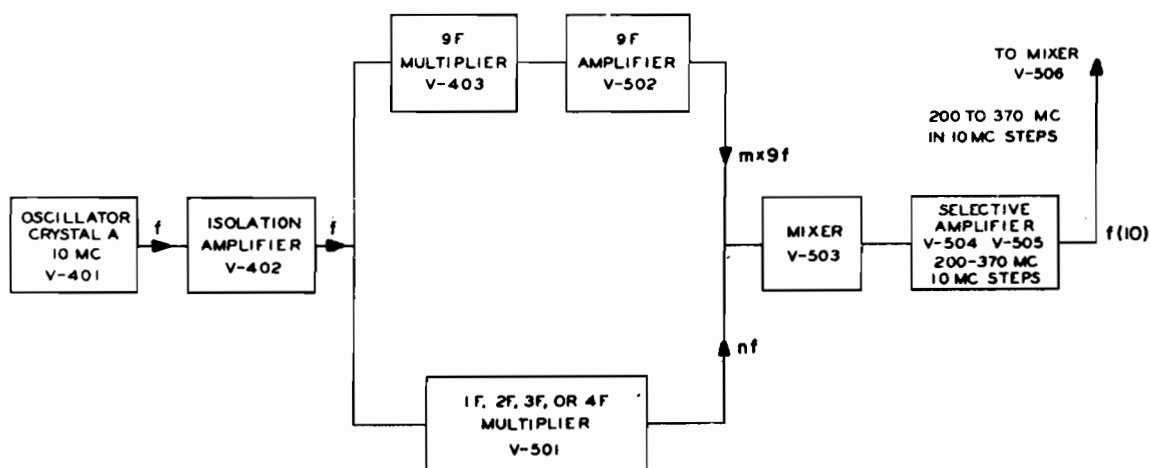 9F
MULTIPLIER
V-403
9F
AMPLIFIER
V-502
TO MIXER
V-506
200 TO 370 MC
IN 10 MC STEPS
m×9f
OSCILLATOR
CRYSTAL A
10 MC
V-401
f
ISOLATION
AMPLIFIER
V-402
f
MIXER
V-503
SELECTIVE
AMPLIFIER
V-504 V-505
200-370 MC
10 MC STEPS
f(10)
nf
1F, 2F, 3F, OR 4F
MULTIPLIER
V-501